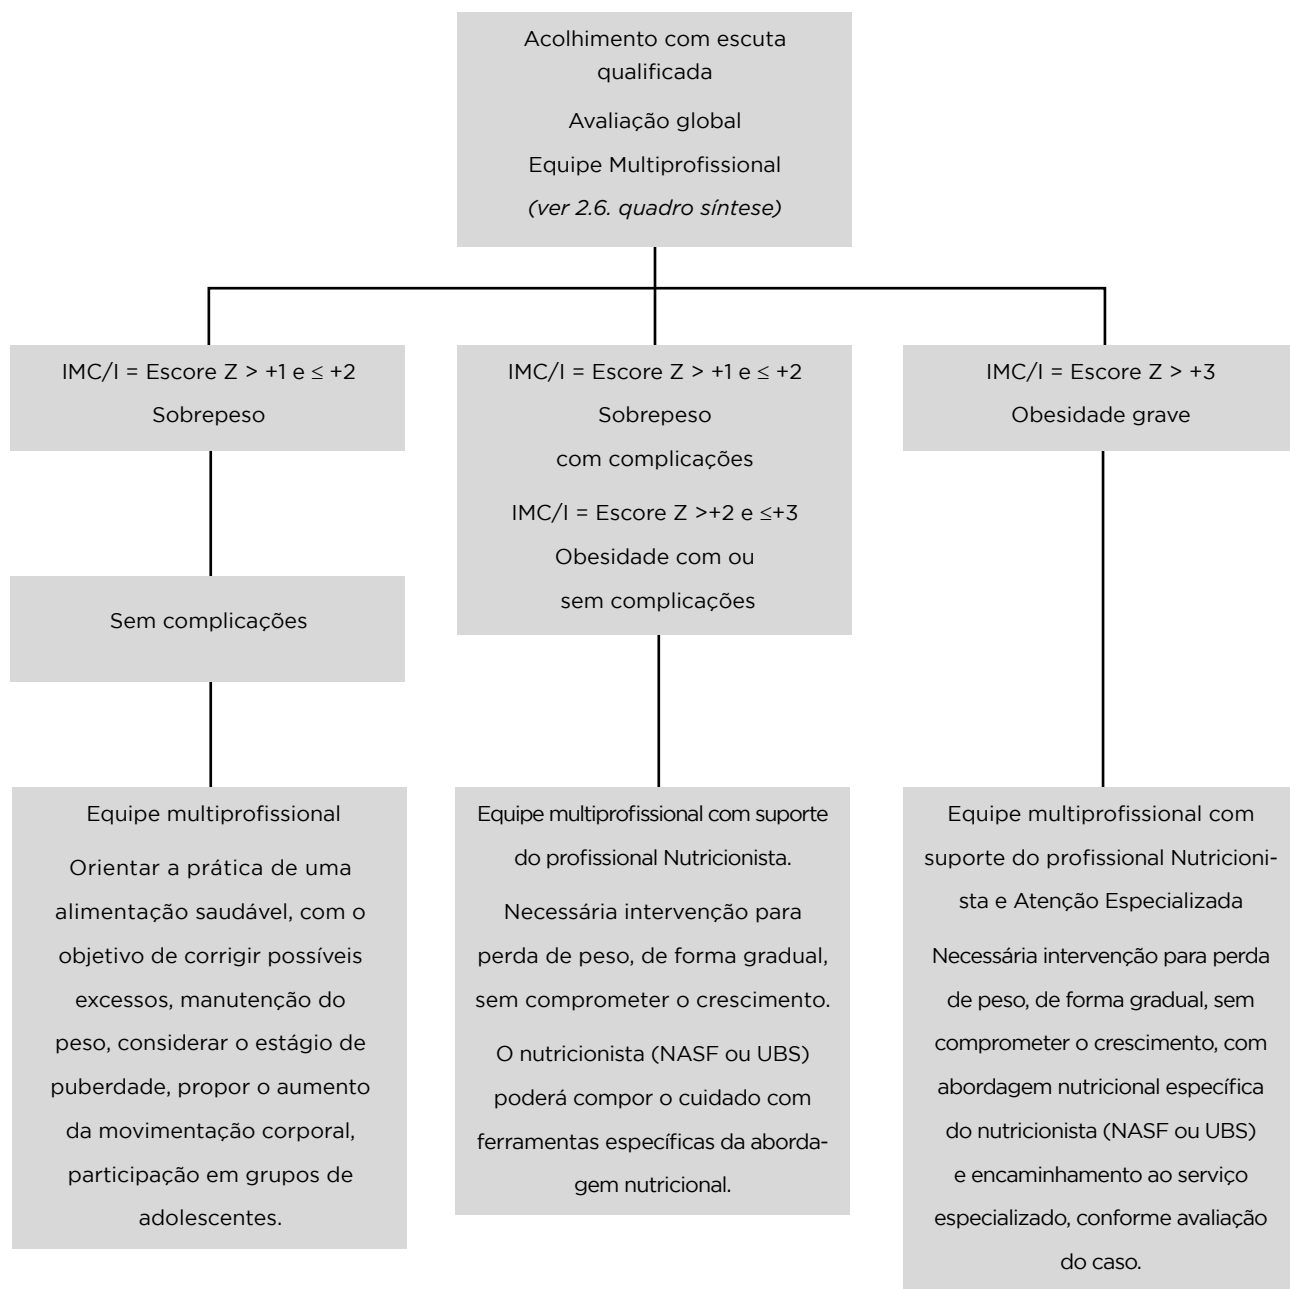 Acolhimento com escuta
qualificada
Avaliação global
Equipe Multiprofissional
(ver 2.6. quadro síntese)
IMC/I = Escore Z > +1 e ≤ +2
Sobrepeso
Sem complicações
Equipe multiprofissional
Orientar a prática de uma
alimentação saudável, com o
objetivo de corrigir possíveis
excessos, manutenção do
peso, considerar o estágio de
puberdade, propor o aumento
da movimentação corporal,
participação em grupos de
adolescentes.
IMC/I = Escore Z > +1 e ≤ +2
Sobrepeso
com complicações
IMC/I = Escore Z >+2 e ≤+3
Obesidade com ou
sem complicações
Equipe multiprofissional com suporte
do profissional Nutricionista.
Necessária intervenção para
perda de peso, de forma gradual,
sem comprometer o crescimento.
O nutricionista (NASF ou UBS)
poderá compor o cuidado com
ferramentas específicas da aborda-
gem nutricional.
IMC/I = Escore Z > +3
Obesidade grave
Equipe multiprofissional com
suporte do profissional Nutricioni-
sta e Atenção Especializada
Necessária intervenção para perda
de peso, de forma gradual, sem
comprometer o crescimento, com
abordagem nutricional específica
do nutricionista (NASF ou UBS)
e encaminhamento ao serviço
especializado, conforme avaliação
do caso.